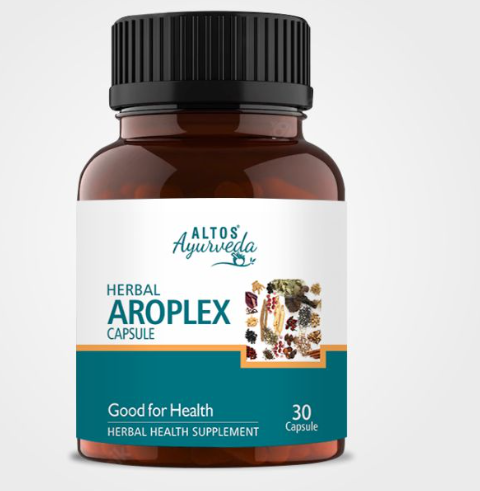 ALTOS®
Ayurveda
HERBAL
AROPLEX
CAPSULE
Good for Health
HERBAL HEALTH SUPPLEMENT
30
Capsule